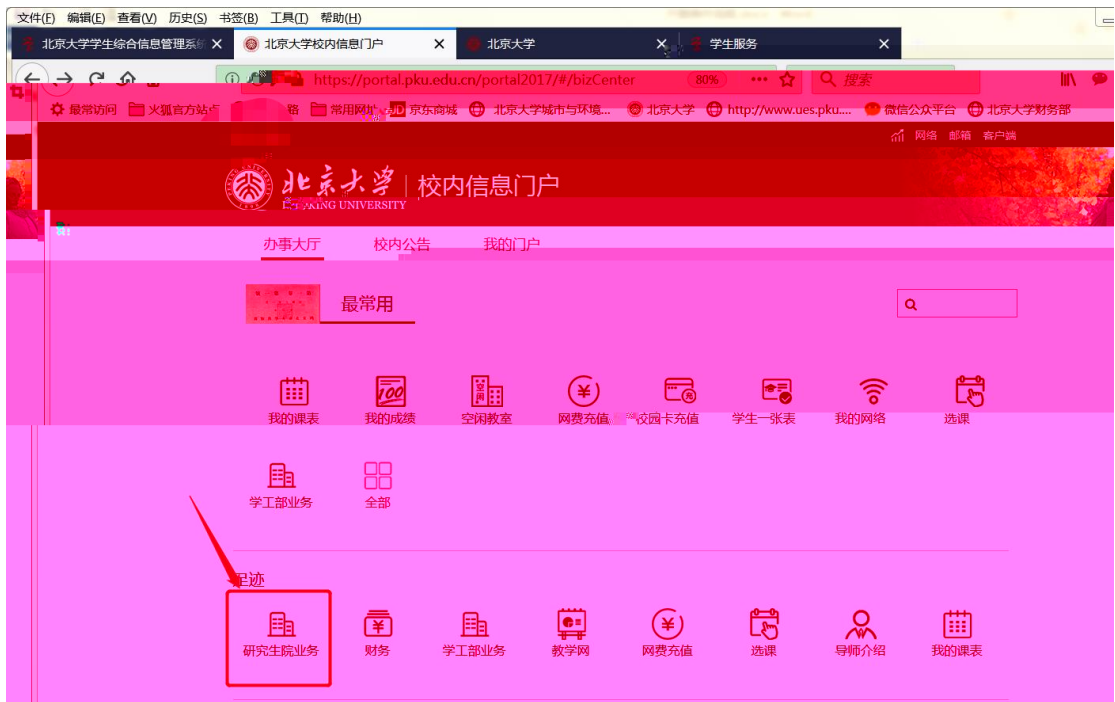 文件(F) 编辑(E) 查看(V) 历史(S) 书签(B) 工具(T) 帮助(H)
北京大学学生综合信息管理系统 × 北京大学校内信息门户 × 北京大学 × 学生服务 ×
https://portal.pku.edu.cn/portal2017/#/bizCenter 80% ••• 搜索
最常访问 火狐官方站点 常用网址 JD 京东商城 北京大学城市与环境... 北京大学 http://www.ues.pku.... 微信公众平台 北京大学财务部
网络 邮箱 客户端
北京大学 校内信息门户
PEKING UNIVERSITY
办事大厅 校内公告 我的门户
最常用
我的课表 我的成绩 空闲教室 网费充值 校园卡充值 学生一张表 我的网络 选课
学工部业务 全部
足迹
研究生院业务 财务 学工部业务 教学网 网费充值 选课 导师介绍 我的课表